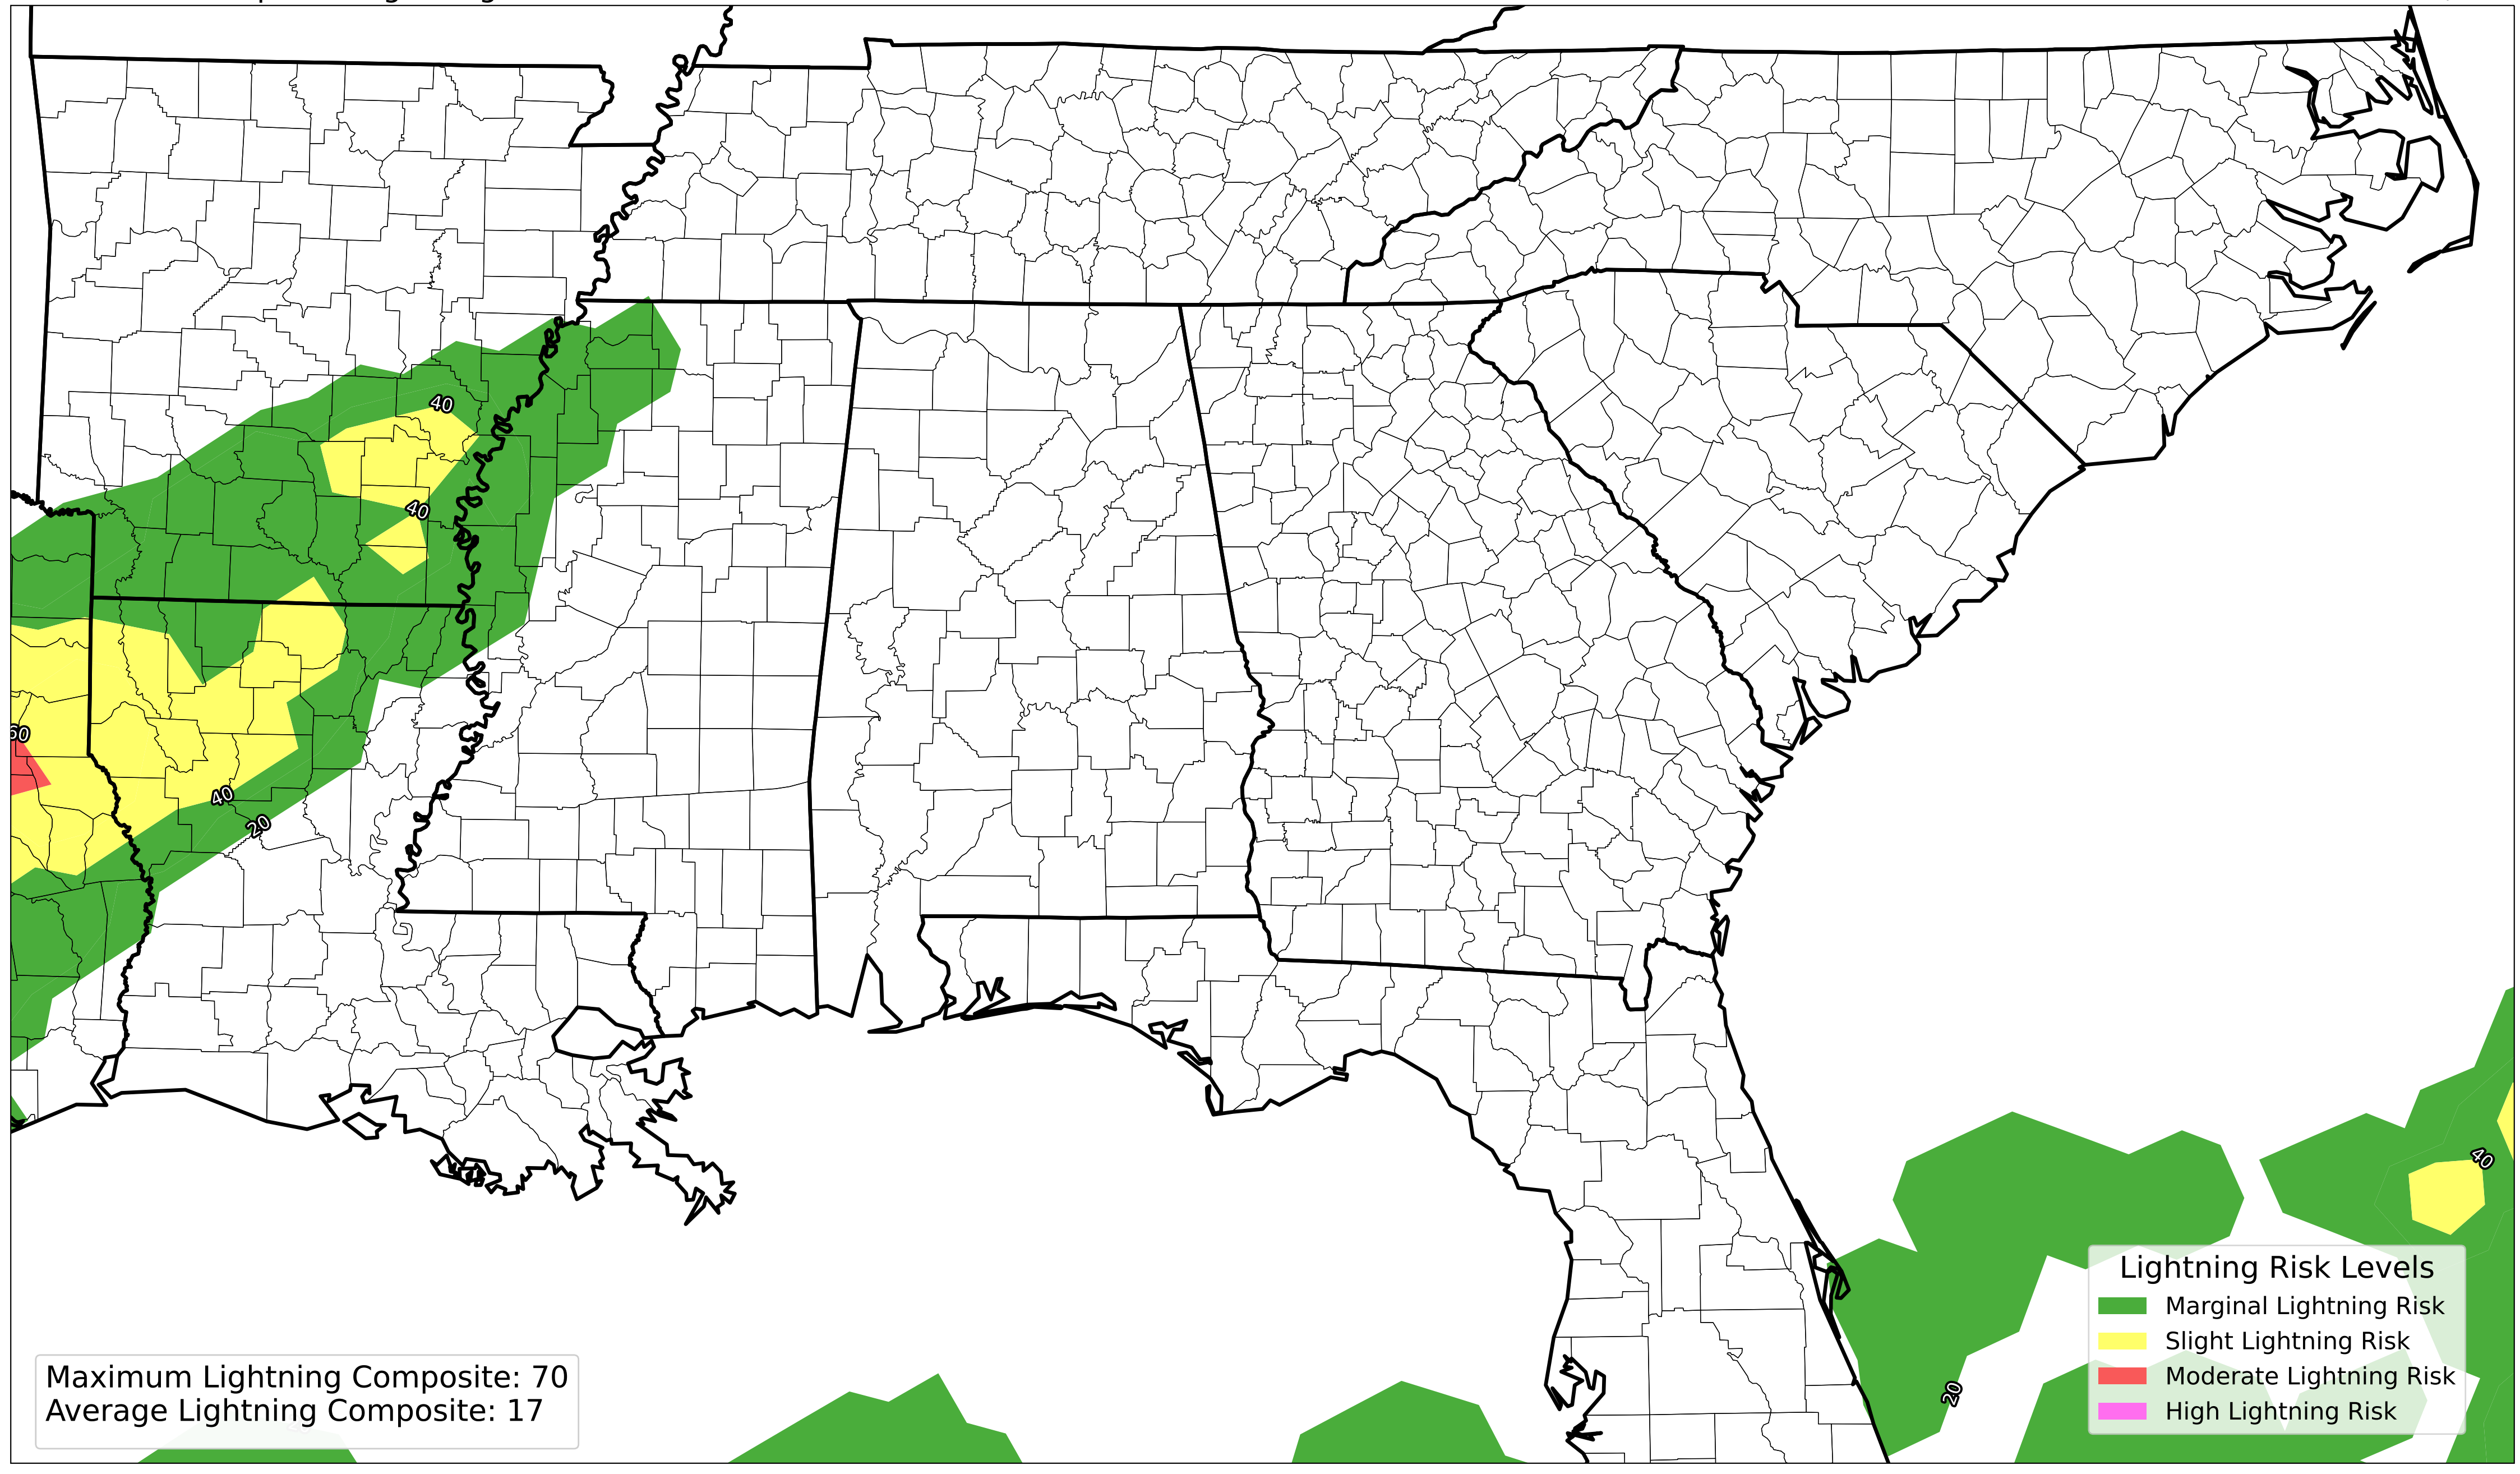 40
40
60
40
20
40
20
Lightning Risk Levels
Marginal Lightning Risk
Slight Lightning Risk
Moderate Lightning Risk
High Lightning Risk
Maximum Lightning Composite: 70
Average Lightning Composite: 17